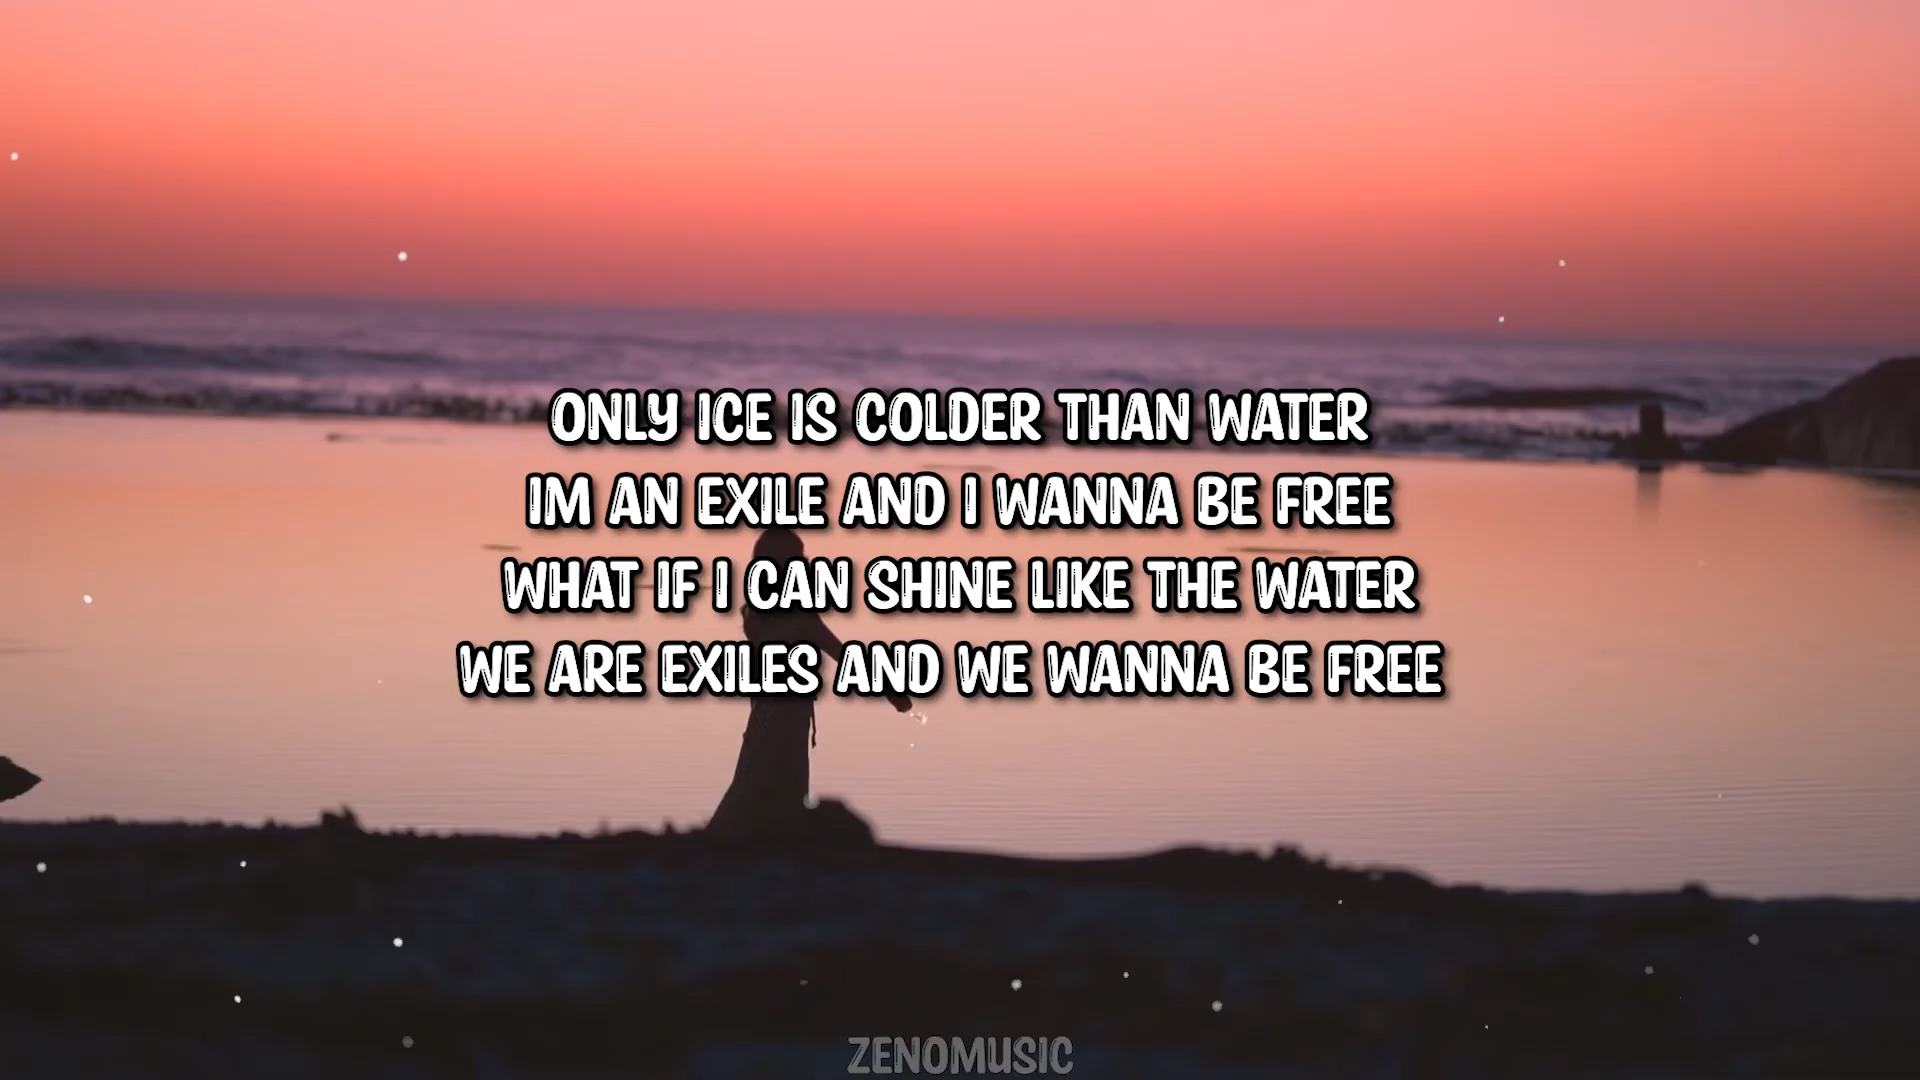 ONLY ICE IS COLDER THAN WATER
IM AN EXILE AND I WANNA BE FREE
WHAT IF I CAN SHINE LIKE THE WATER
WE ARE EXILES AND WE WANNA BE FREE
ZENOMUSIC